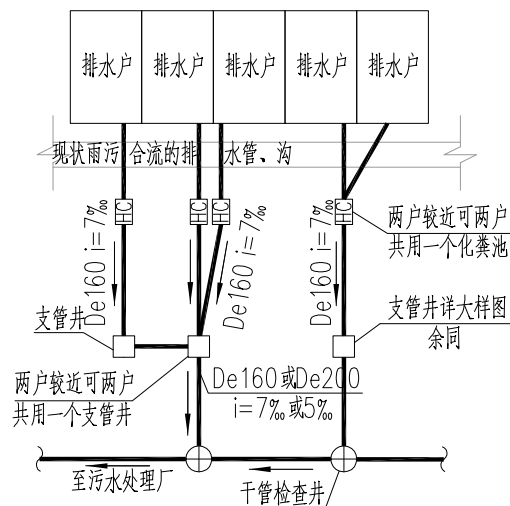 排水户 排水户 排水户 排水户 排水户
现状雨污合流的排水管、沟
HC HC HC HC
De160 i=7‰
De160 i=7‰
De160 i=7‰
两户较近可两户
共用一个化粪池
支管井
支管井详大样图
余同
两户较近可两户
共用一个支管井
De160或De200
i=7‰或5‰
至污水处理厂
干管检查井